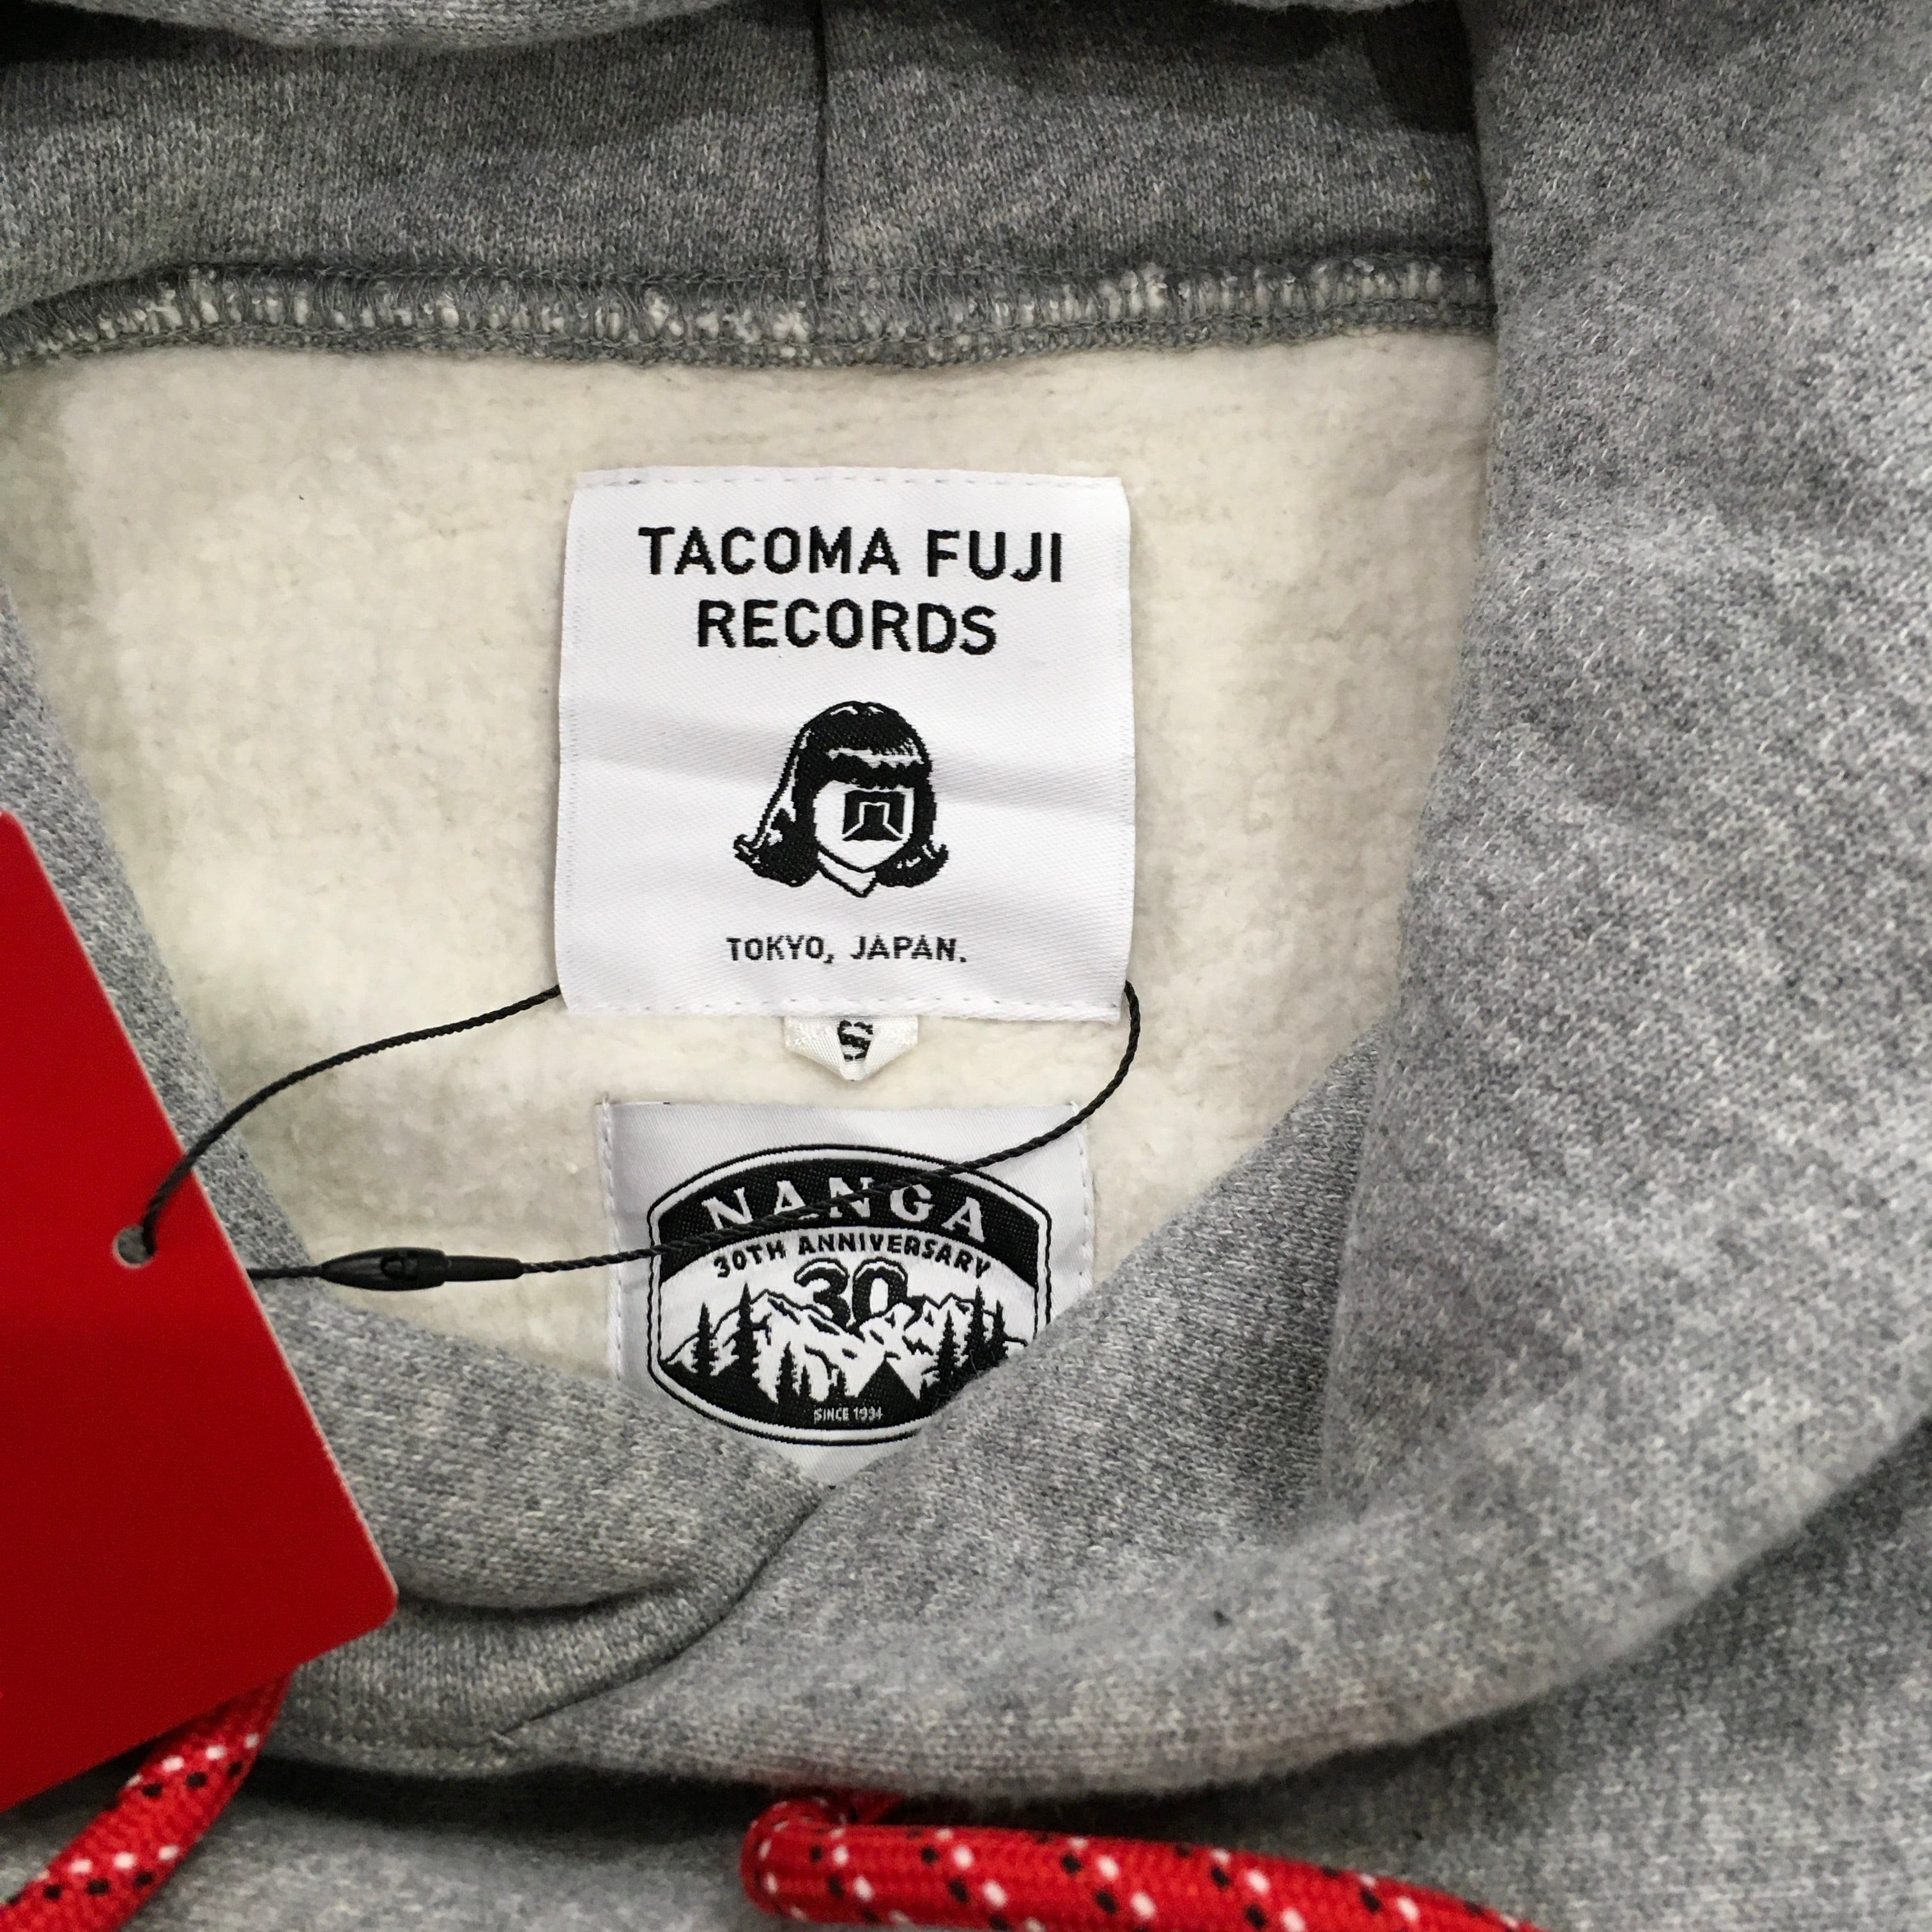 TACOMA FUJI
RECORDS
TOKYO, JAPAN.
S
NANGA
30TH ANNIVERSARY
30
SINCE 1994